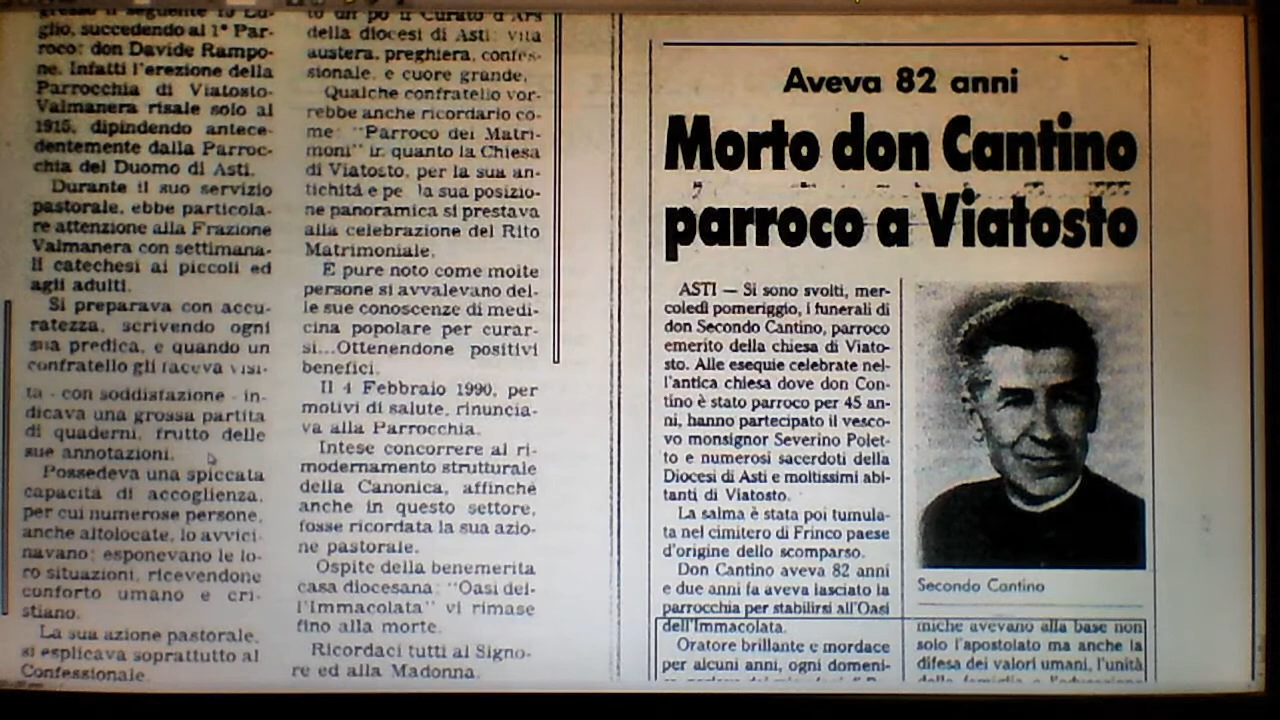 glio, succedendo al 1° Par-
roco: don Davide Rampo-
ne. Infatti l'erezione della
Parrocchia di Viatosto-
Valmanera risale solo al
1915, dipindendo antece-
dentemente dalla Parroc-
chia del Duomo di Asti.
Durante il suo servizio
pastorale, ebbe particola-
re attenzione alla Frazione
Valmanera con settimana-
li catechesi ai piccoli ed
agli adulti.
Si preparava con accu-
ratezza, scrivendo ogni
sua predica, e quando un
confratello gli faceva visi-
ta - con soddisfazione - in-
dicava una grossa partita
di quaderni, frutto delle
sue annotazioni.
Possedeva una spiccata
capacità di accoglienza,
per cui numerose persone,
anche altolocate, lo avvici-
navano; esponevano le lo-
ro situazioni, ricevendone
conforto umano e cri-
stiano.
La sua azione pastorale,
si esplicava soprattutto al
Confessionale.
to un po' il Curato d'Ars
della diocesi di Asti: vita
austera, preghiera, confes-
sionale, e cuore grande.
Qualche confratello vor-
rebbe anche ricordarlo co-
me: "Parroco dei Matri-
moni" in quanto la Chiesa
di Viatosto, per la sua an-
tichitá e pe la sua posizio-
ne panoramica si prestava
alla celebrazione del Rito
Matrimoniale.
E pure noto come molte
persone si avvalevano del-
le sue conoscenze di medi-
cina popolare per curar-
si...Ottenendone positivi
benefici.
Il 4 Febbraio 1990, per
motivi di salute, rinuncia-
va alla Parrocchia.
Intese concorrere al ri-
modernamento strutturale
della Canonica, affinché
anche in questo settore,
fosse ricordata la sua azio-
ne pastorale.
Ospite della benemerita
casa diocesana: "Oasi del-
l'Immacolata" vi rimase
fino alla morte.
Ricordaci tutti al Signo-
re ed alla Madonna.
Aveva 82 anni
Morto don Cantino
parroco a Viatosto
ASTI — Si sono svolti, mer-
coledì pomeriggio, i funerali di
don Secondo Cantino, parroco
emerito della chiesa di Viato-
sto. Alle esequie celebrate nel-
l'antica chiesa dove don Con-
tino è stato parroco per 45 an-
ni, hanno partecipato il vesco-
vo monsignor Severino Polet-
to e numerosi sacerdoti della
Diocesi di Asti e moltissimi abi-
tanti di Viatosto.
La salma è stata poi tumula-
ta nel cimitero di Frinco paese
d'origine dello scomparso.
Don Cantino aveva 82 anni
e due anni fa aveva lasciato la
parrocchia per stabilirsi all'Oasi
dell'Immacolata.
Oratore brillante e mordace
per alcuni anni, ogni domeni-
Secondo Cantino
miche avevano alla base non
solo l'apostolato ma anche la
difesa dei valori umani, l'unità